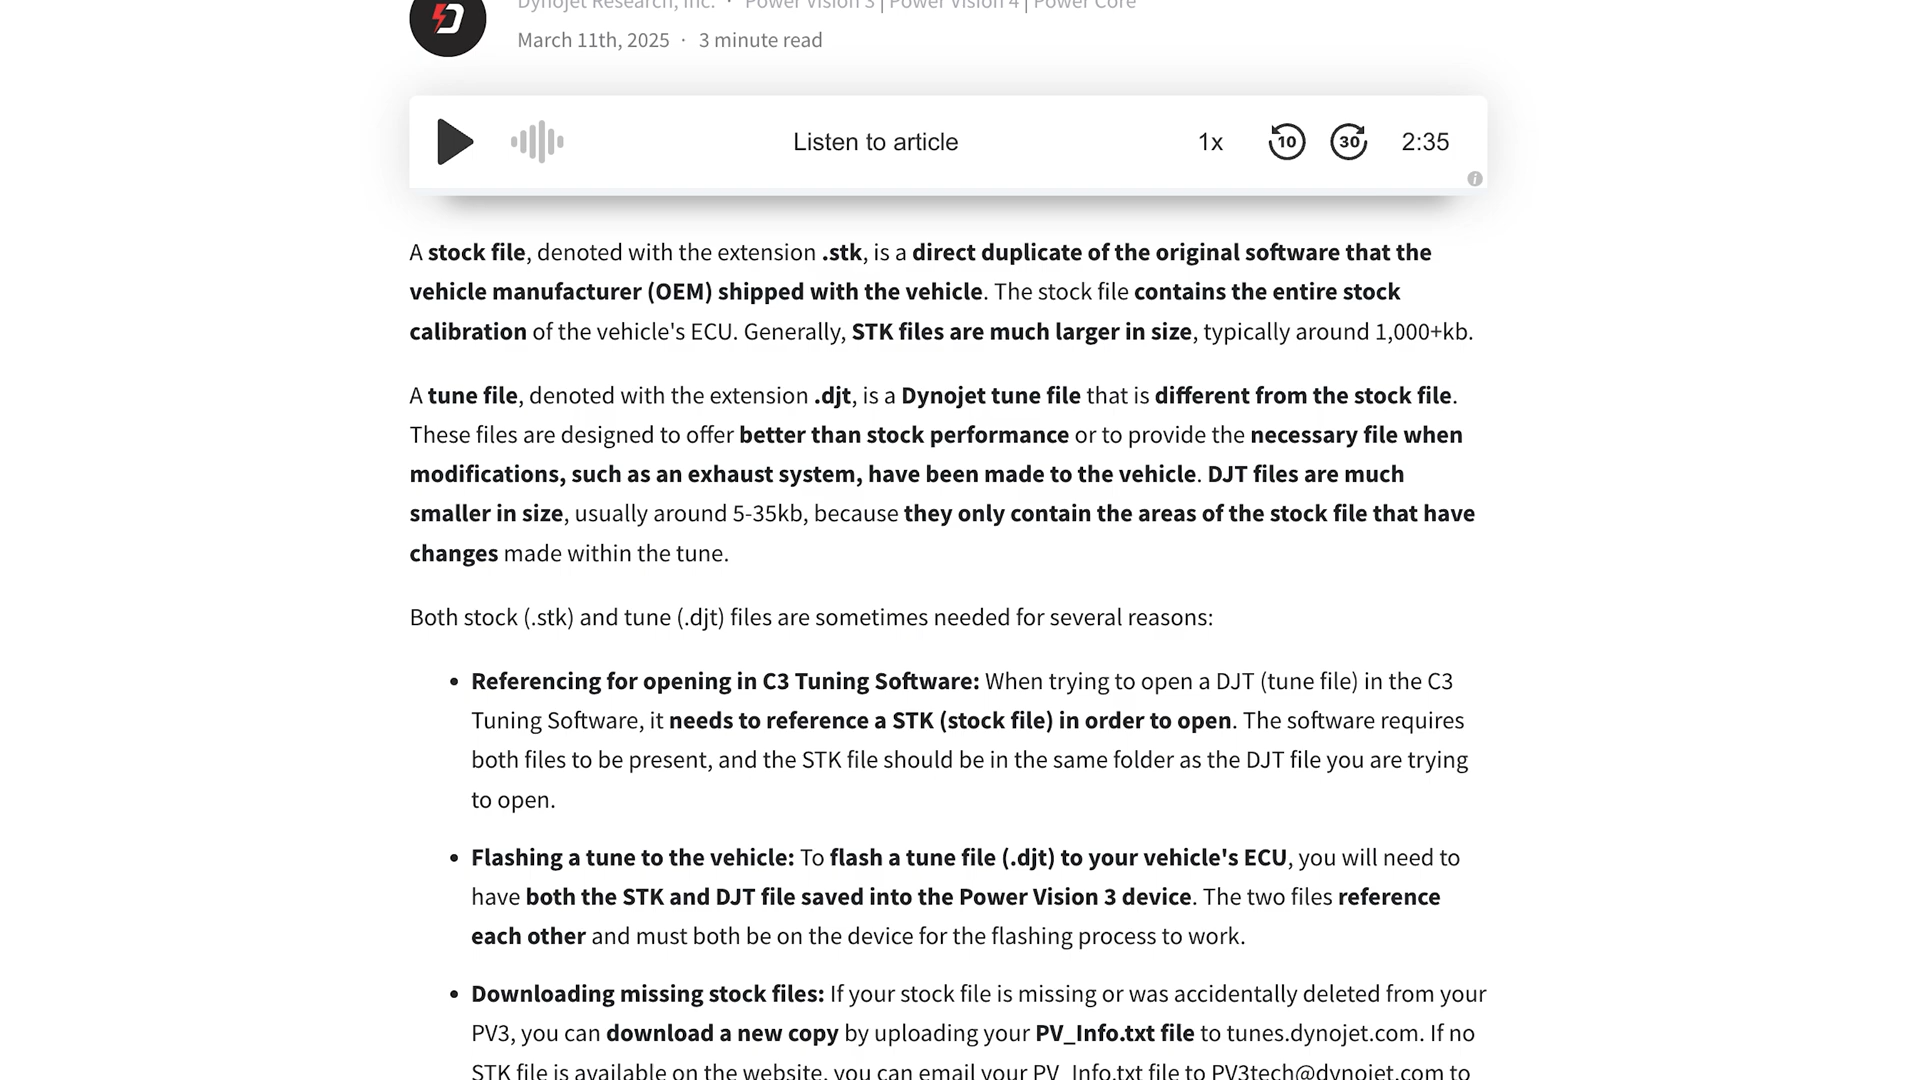 Dynojet Research, Inc. · Power Vision 3 | Power Vision 4 | Power Core
March 11th, 2025 · 3 minute read
Listen to article
1x
10
30
2:35
A stock file, denoted with the extension .stk, is a direct duplicate of the original software that the
vehicle manufacturer (OEM) shipped with the vehicle. The stock file contains the entire stock
calibration of the vehicle's ECU. Generally, STK files are much larger in size, typically around 1,000+kb.
A tune file, denoted with the extension .djt, is a Dynojet tune file that is different from the stock file.
These files are designed to offer better than stock performance or to provide the necessary file when
modifications, such as an exhaust system, have been made to the vehicle. DJT files are much
smaller in size, usually around 5-35kb, because they only contain the areas of the stock file that have
changes made within the tune.
Both stock (.stk) and tune (.djt) files are sometimes needed for several reasons:
• Referencing for opening in C3 Tuning Software: When trying to open a DJT (tune file) in the C3
Tuning Software, it needs to reference a STK (stock file) in order to open. The software requires
both files to be present, and the STK file should be in the same folder as the DJT file you are trying
to open.
• Flashing a tune to the vehicle: To flash a tune file (.djt) to your vehicle's ECU, you will need to
have both the STK and DJT file saved into the Power Vision 3 device. The two files reference
each other and must both be on the device for the flashing process to work.
• Downloading missing stock files: If your stock file is missing or was accidentally deleted from your
PV3, you can download a new copy by uploading your PV_Info.txt file to tunes.dynojet.com. If no
STK file is available on the website, you can email your PV_Info.txt file to PV3tech@dynojet.com to